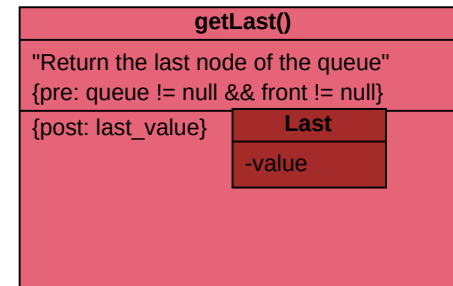 getLast()
"Return the last node of the queue"
{pre: queue != null && front != null}
{post: last_value}
Last
-value